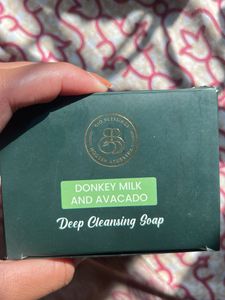 DONKEY MILK
AND AVACADO
Deep Cleansing Soap